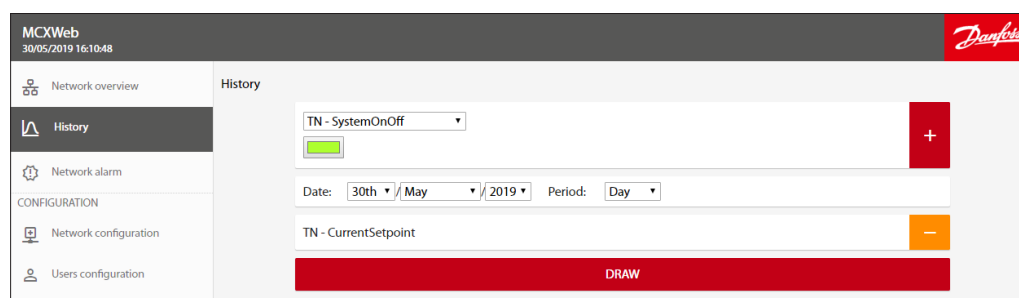 MCXWeb
30/05/2019 16:10:48
Danfoss
Network overview
History
Network alarm
CONFIGURATION
Network configuration
Users configuration
History
TN - SystemOnOff
+
Date: 30th / May / 2019 Period: Day
TN - CurrentSetpoint
−
DRAW